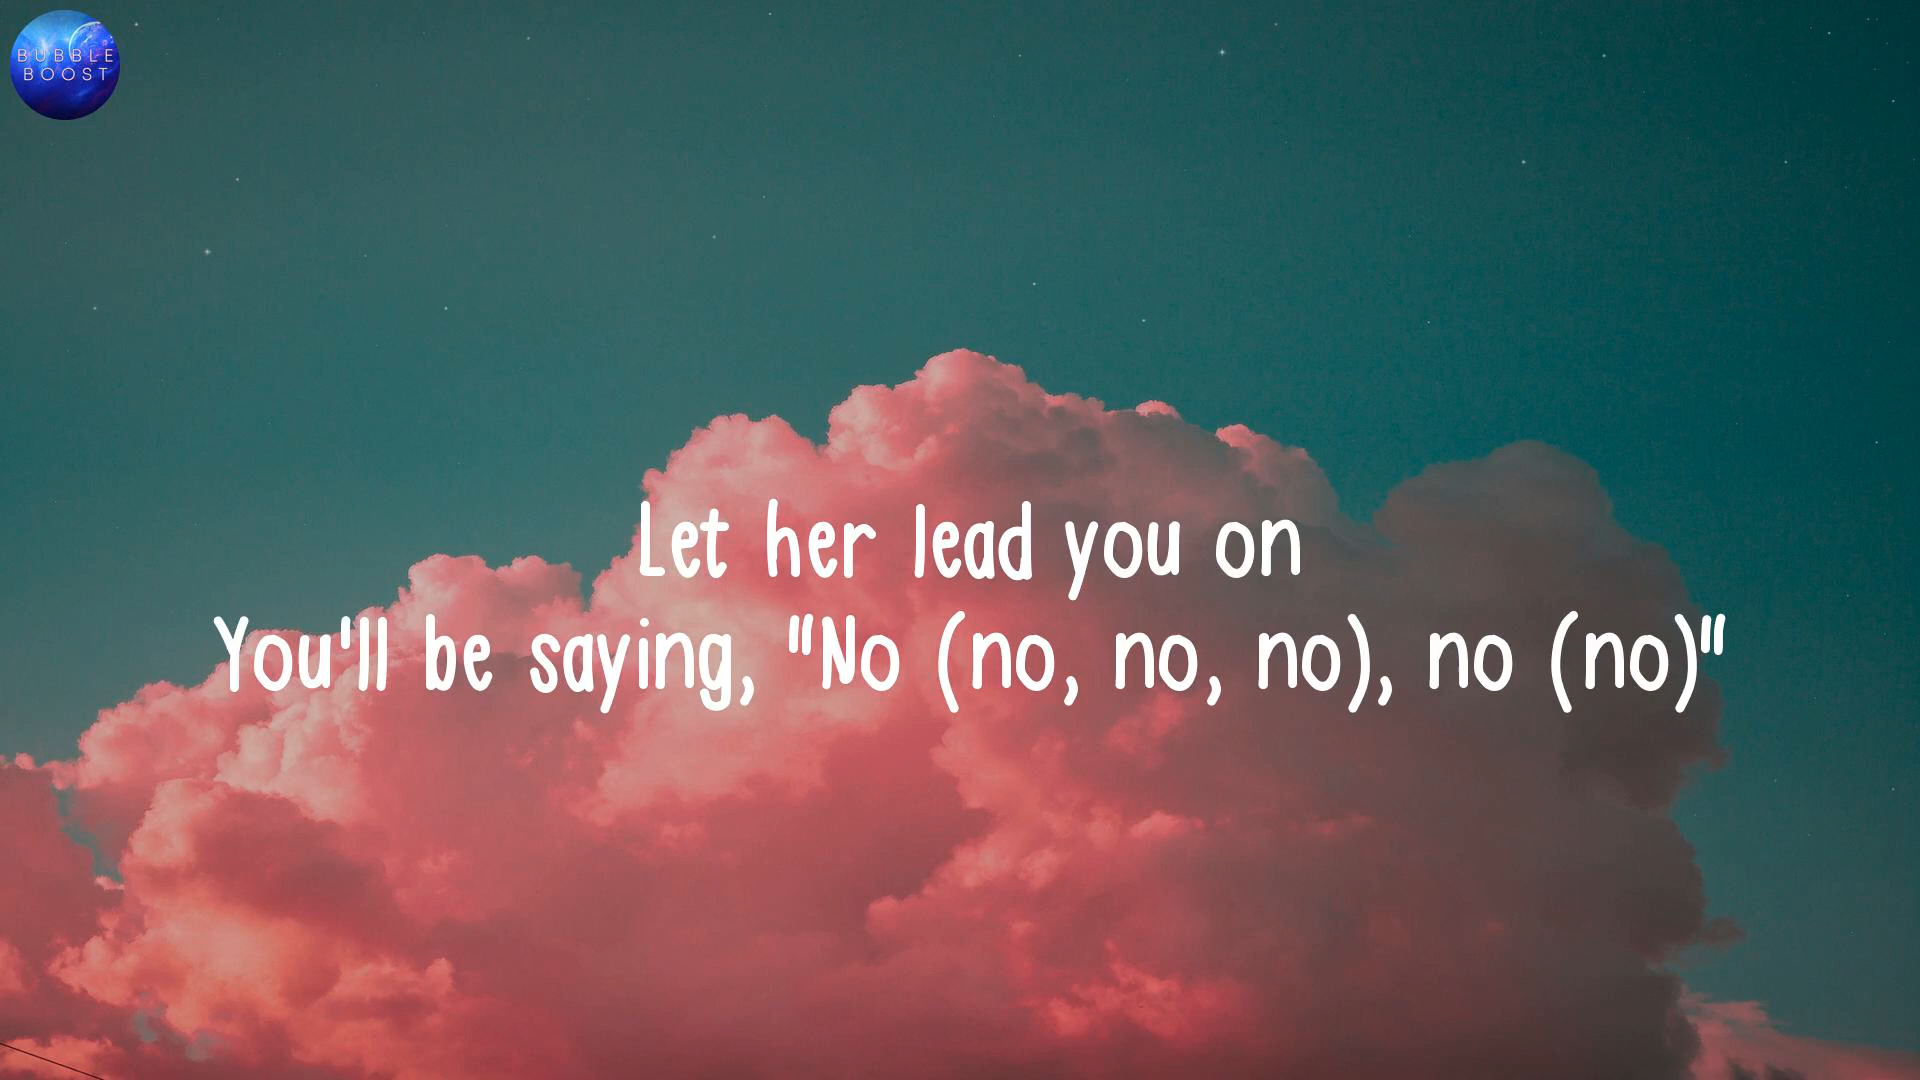 BUBBLE
BOOST
Let her lead you on
You'll be saying, "No (no, no, no), no (no)"